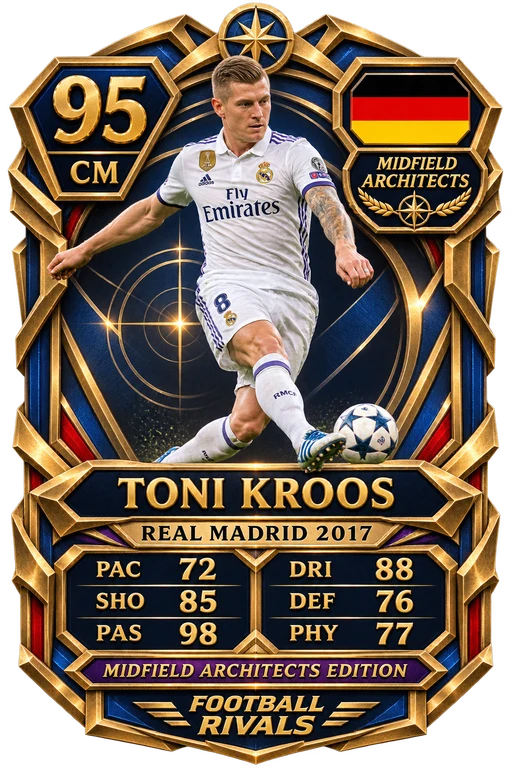 95
CM
MIDFIELD
ARCHITECTS
adidas
Fly
Emirates
8
RMCF
TONI KROOS
REAL MADRID 2017
PAC 72
SHO 85
PAS 98
DRI 88
DEF 76
PHY 77
MIDFIELD ARCHITECTS EDITION
FOOTBALL
RIVALS